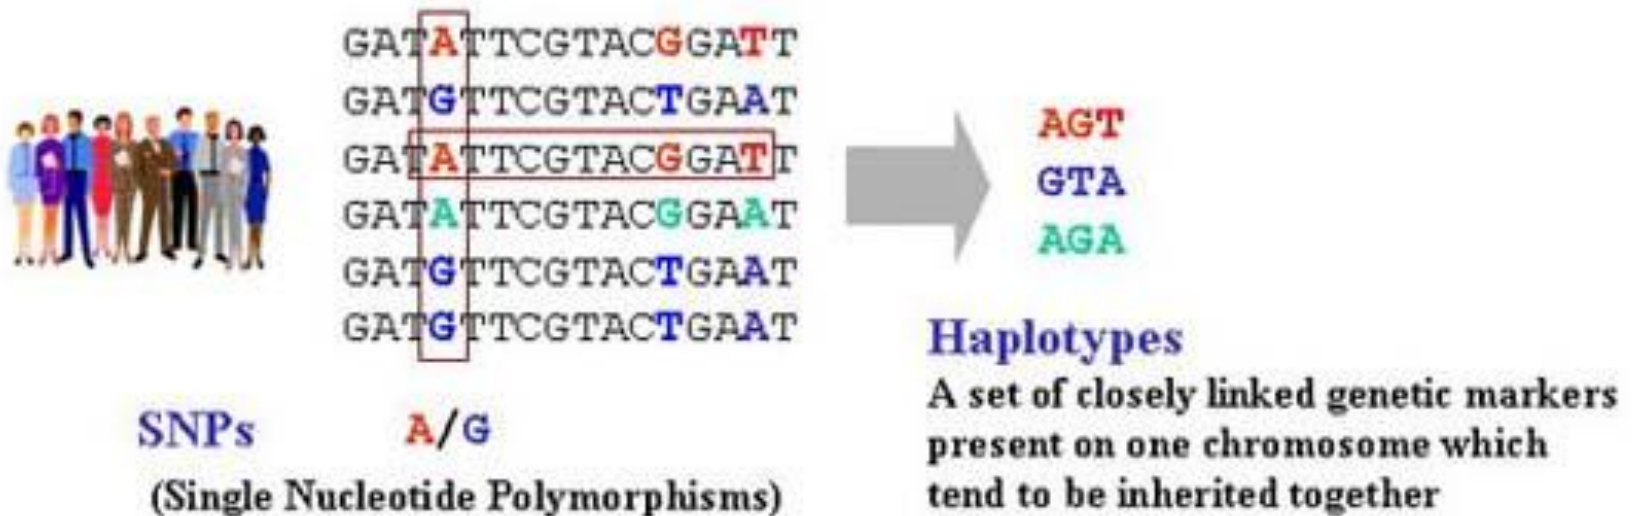 GATATTCGTACGGATT
GATGTTCGTACTGAAT
GATATTCGTACGGATT
GATATTCGTACGGAAT
GATGTTCGTACTGAAT
GATGTTCGTACTGAAT
SNPs A/G
(Single Nucleotide Polymorphisms)
AGT
GTA
AGA
Haplotypes
A set of closely linked genetic markers
present on one chromosome which
tend to be inherited together